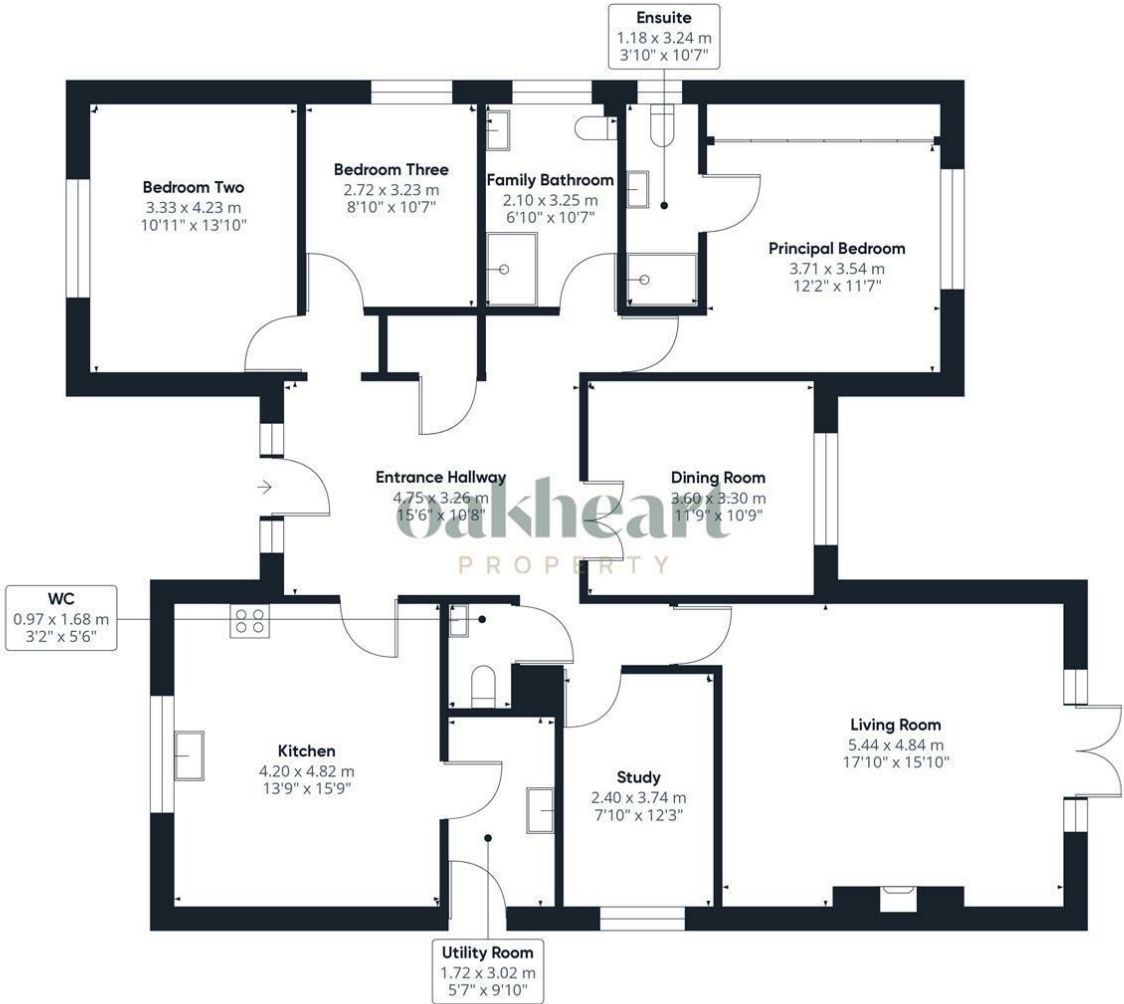 Ensuite
1.18 x 3.24 m
3'10" x 10'7"
Bedroom Two
3.33 x 4.23 m
10'11" x 13'10"
Bedroom Three
2.72 x 3.23 m
8'10" x 10'7"
Family Bathroom
2.10 x 3.25 m
6'10" x 10'7"
Principal Bedroom
3.71 x 3.54 m
12'2" x 11'7"
Entrance Hallway
4.75 x 3.26 m
15'6" x 10'8"
Dining Room
3.60 x 3.30 m
11'9" x 10'9"
oakheart
PROPERTY
WC
0.97 x 1.68 m
3'2" x 5'6"
Kitchen
4.20 x 4.82 m
13'9" x 15'9"
Study
2.40 x 3.74 m
7'10" x 12'3"
Living Room
5.44 x 4.84 m
17'10" x 15'10"
Utility Room
1.72 x 3.02 m
5'7" x 9'10"